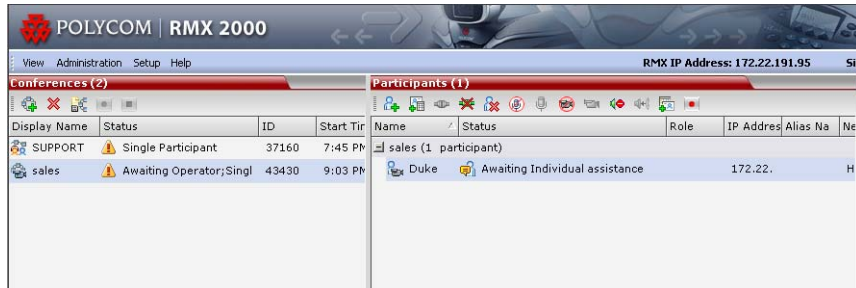 POLYCOM | RMX 2000
View Administration Setup Help RMX IP Address: 172.22.191.95 Si
Conferences (2) Participants (1)
Display Name Status ID Start Tir Name Status Role IP Addres Alias Na Ne
sales (1 participant)
SUPPORT Single Participant 37160 7:45 PM
sales Awaiting Operator;Singl 43430 9:03 PM Duke Awaiting Individual assistance 172.22. H